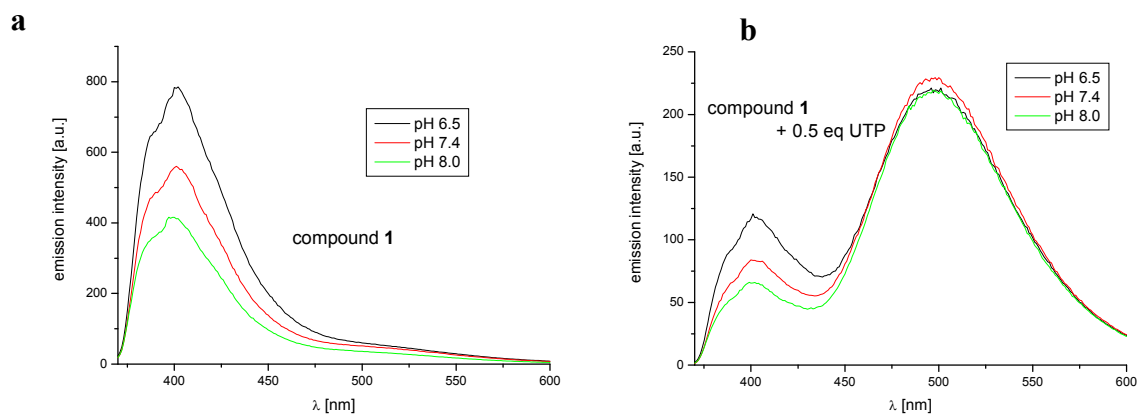 a
800
600
400
200
0
emission intensity [a.u.]
pH 6.5
pH 7.4
pH 8.0
compound 1
400 450 500 550 600
λ [nm]
b
250
200
150
100
50
0
emission intensity [a.u.]
pH 6.5
pH 7.4
pH 8.0
compound 1
+ 0.5 eq UTP
400 450 500 550 600
λ [nm]